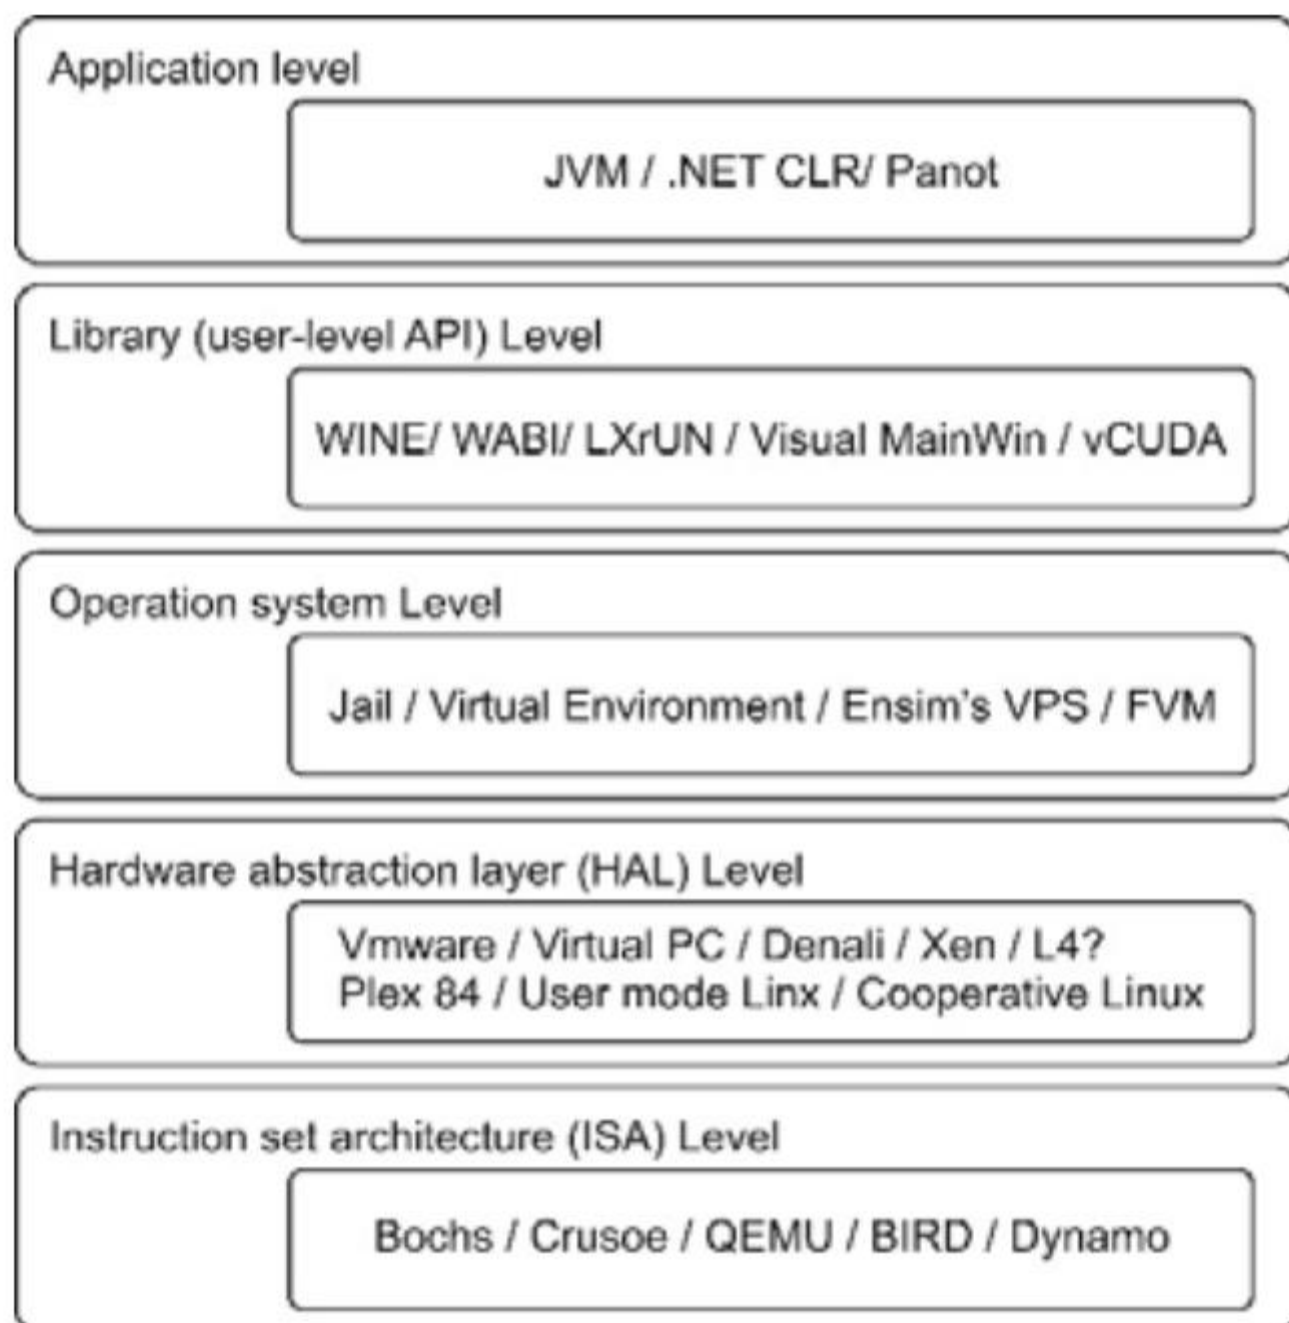 Application level
JVM / .NET CLR/ Panot
Library (user-level API) Level
WINE/ WABI/ LXrUN / Visual MainWin / vCUDA
Operation system Level
Jail / Virtual Environment / Ensim's VPS / FVM
Hardware abstraction layer (HAL) Level
Vmware / Virtual PC / Denali / Xen / L4?
Plex 84 / User mode Linx / Cooperative Linux
Instruction set architecture (ISA) Level
Bochs / Crusoe / QEMU / BIRD / Dynamo